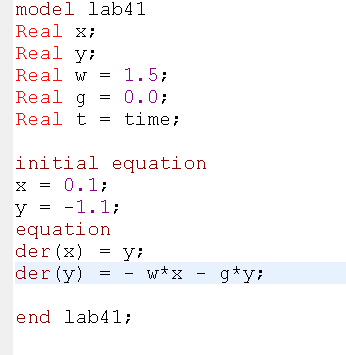 model lab41
Real x;
Real y;
Real w = 1.5;
Real g = 0.0;
Real t = time;
initial equation
x = 0.1;
y = -1.1;
equation
der(x) = y;
der(y) = - w*x - g*y;
end lab41;